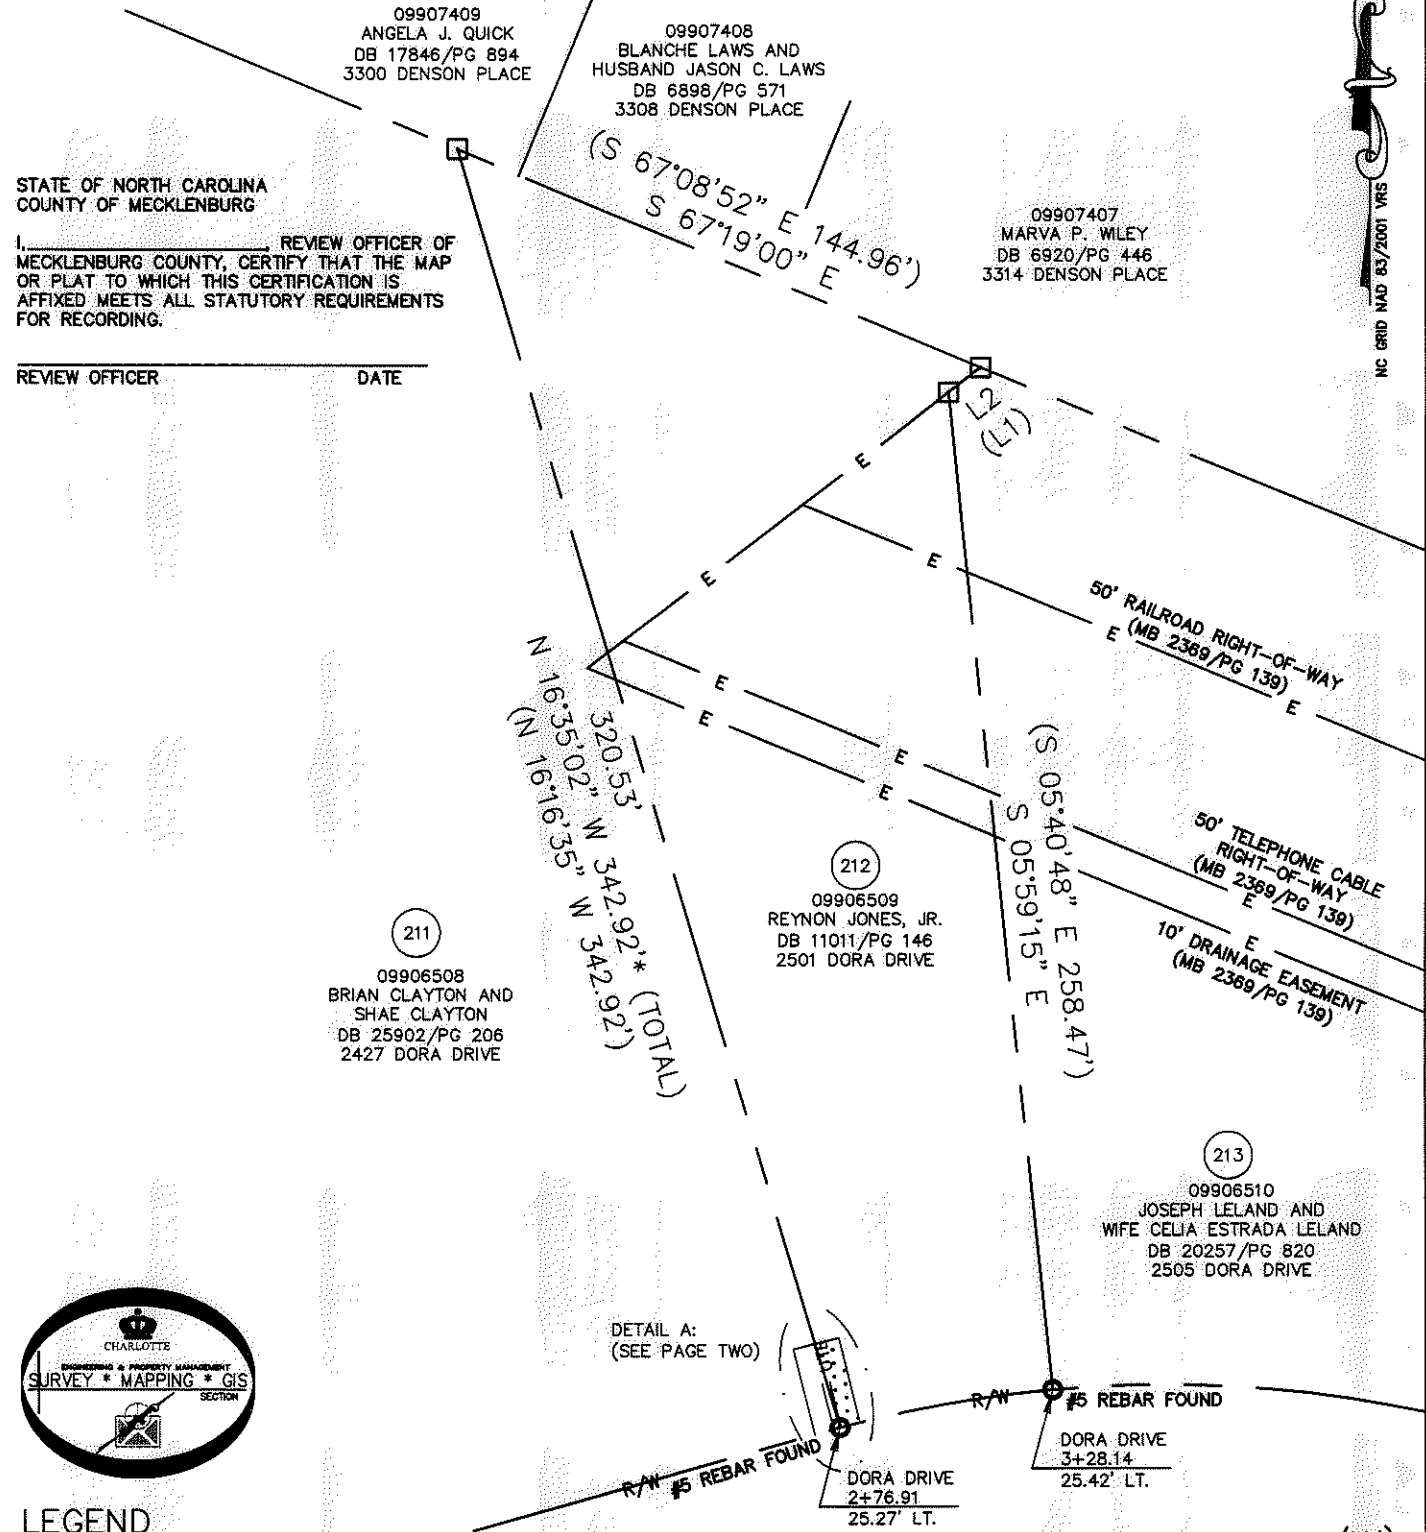 09907409
ANGELA J. QUICK
DB 17846/PG 894
3300 DENSON PLACE
09907408
BLANCHE LAWS AND
HUSBAND JASON C. LAWS
DB 6898/PG 571
3308 DENSON PLACE
(S 67°08'52" E 144.96')
S 67°19'00" E
09907407
MARVA P. WILEY
DB 6920/PG 446
3314 DENSON PLACE
NC GRID NAD 83/2001 VRS
STATE OF NORTH CAROLINA
COUNTY OF MECKLENBURG
I, REVIEW OFFICER OF
MECKLENBURG COUNTY, CERTIFY THAT THE MAP
OR PLAT TO WHICH THIS CERTIFICATION IS
AFFIXED MEETS ALL STATUTORY REQUIREMENTS
FOR RECORDING.
REVIEW OFFICER DATE
L2
(L1)
E
E
E
50' RAILROAD RIGHT-OF-WAY
E (MB 2369/PG 139)
E
E
E
E
E
320.53'
N 16°35'02" W 342.92'* (TOTAL)
(N 16°16'35" W 342.92')
(S 05°40'48" E 258.47')
S 05°59'15" E
50' TELEPHONE CABLE
RIGHT-OF-WAY
(MB 2369/PG 139)
E
E
10' DRAINAGE EASEMENT
(MB 2369/PG 139)
212
09906509
REYNON JONES, JR.
DB 11011/PG 146
2501 DORA DRIVE
211
09906508
BRIAN CLAYTON AND
SHAE CLAYTON
DB 25902/PG 206
2427 DORA DRIVE
213
09906510
JOSEPH LELAND AND
WIFE CELIA ESTRADA LELAND
DB 20257/PG 820
2505 DORA DRIVE
CHARLOTTE
ENGINEERING & PROPERTY MANAGEMENT
SURVEY * MAPPING * GIS
SECTION
DETAIL A:
(SEE PAGE TWO)
R/W #5 REBAR FOUND
R/W #5 REBAR FOUND
DORA DRIVE
3+28.14
25.42' LT.
DORA DRIVE
2+76.91
25.27' LT.
LEGEND